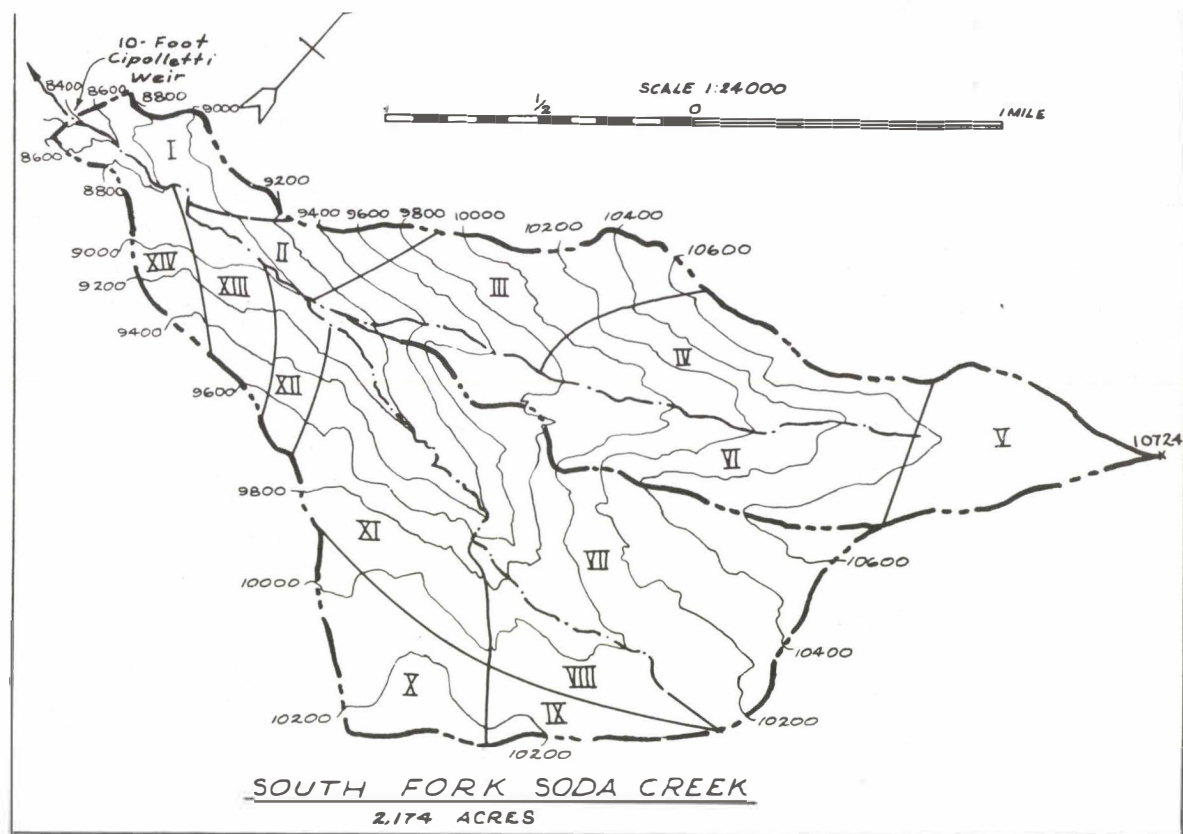 10-Foot
Cipolletti
Weir
8400
8600
8800
9000
SCALE 1:24000
1/2
0
1 MILE
I
8600
8800
9200
9400
9600
9800
10000
10200
10400
10600
II
III
9000
XIV
XIII
9200
9400
IV
XII
9600
V
10724
VI
9800
XI
VII
10600
10000
10400
VIII
X
IX
10200
10200
10200
SOUTH FORK SODA CREEK
2,174 ACRES